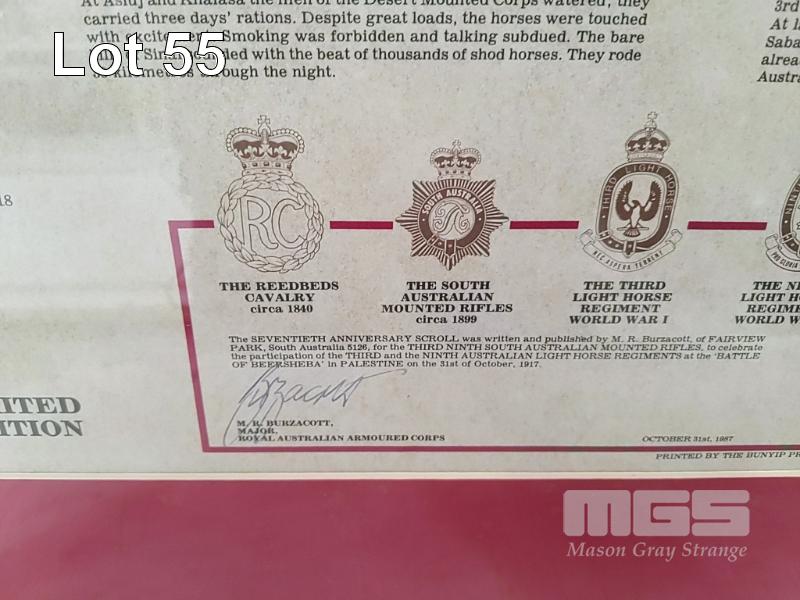 At Asluj and Khalasa the men of the Desert Mounted Corps watered; they
carried three days' rations. Despite great loads, the horses were touched
with excitement. Smoking was forbidden and talking subdued. The bare
hills of Sinai sounded with the beat of thousands of shod horses. They rode
kilometres through the night.
Lot 55
3rd
At la
Saba
alrea
Austra
18
RC
SOUTH AUSTRALIA
THIRD LIGHT HORSE
NEC ASPERA TERRENT
THE REEDBEDS
CAVALRY
circa 1840
THE SOUTH
AUSTRALIAN
MOUNTED RIFLES
circa 1899
THE THIRD
LIGHT HORSE
REGIMENT
WORLD WAR I
THE NI
LIGHT HO
REGIME
WORLD W
The SEVENTIETH ANNIVERSARY SCROLL was written and published by M. R. Burzacott, of FAIRVIEW
PARK, South Australia 5126, for the THIRD NINTH SOUTH AUSTRALIAN MOUNTED RIFLES, to celebrate
the participation of the THIRD and the NINTH AUSTRALIAN LIGHT HORSE REGIMENTS at the 'BATTLE
OF BEERSHEBA' in PALESTINE on the 31st of October, 1917.
Burzacott
M. R. BURZACOTT,
MAJOR,
ROYAL AUSTRALIAN ARMOURED CORPS
OCTOBER 31st, 1987
PRINTED BY THE BUNYIP PR
MITED
ITION
MGS
Mason Gray Strange